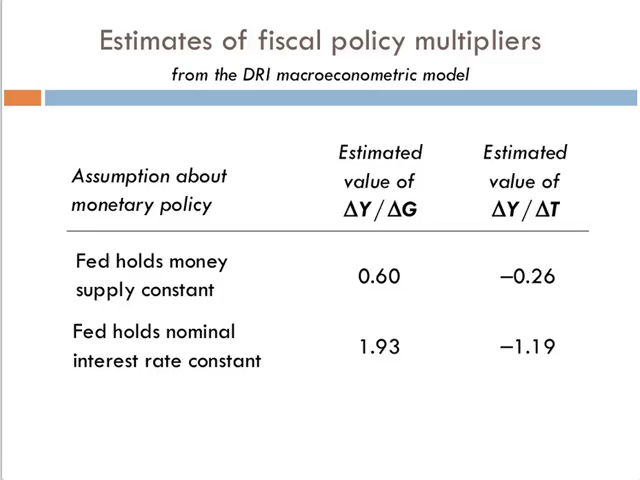 Estimates of fiscal policy multipliers
from the DRI macroeconometric model
Assumption about
monetary policy
Estimated
value of
ΔY/ΔG
Estimated
value of
ΔY/ΔT
Fed holds money
supply constant
0.60
–0.26
Fed holds nominal
interest rate constant
1.93
–1.19